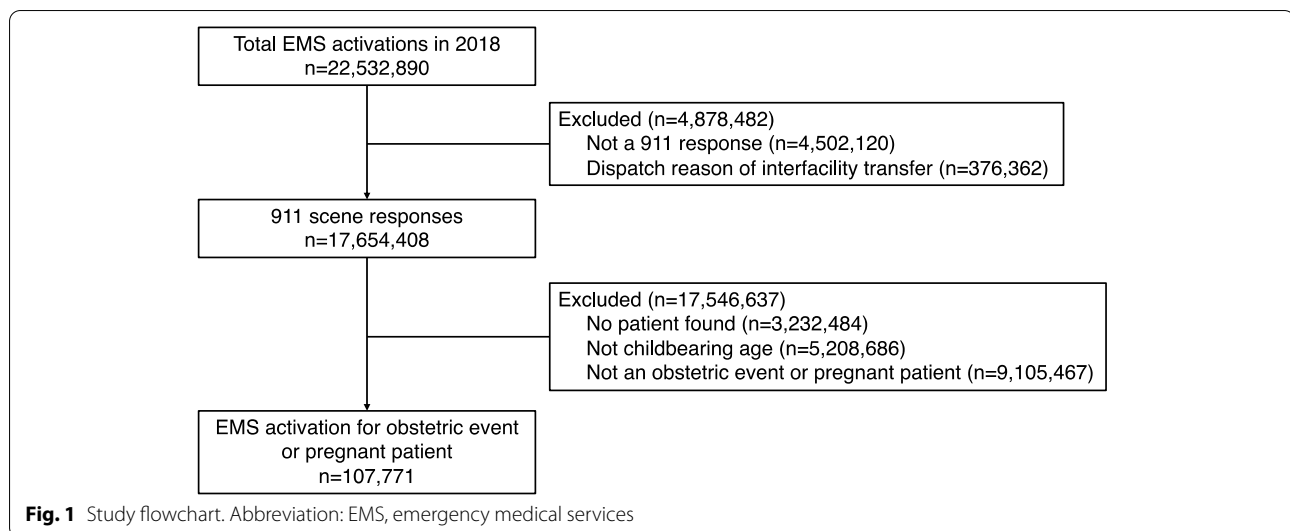 Total EMS activations in 2018
n=22,532,890
Excluded (n=4,878,482)
Not a 911 response (n=4,502,120)
Dispatch reason of interfacility transfer (n=376,362)
911 scene responses
n=17,654,408
Excluded (n=17,546,637)
No patient found (n=3,232,484)
Not childbearing age (n=5,208,686)
Not an obstetric event or pregnant patient (n=9,105,467)
EMS activation for obstetric event
or pregnant patient
n=107,771
Fig. 1 Study flowchart. Abbreviation: EMS, emergency medical services